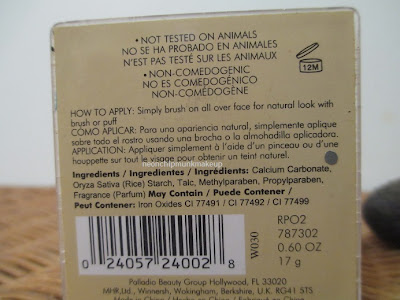 • NOT TESTED ON ANIMALS
NO SE HA PROBADO EN ANIMALES
N'EST PAS TESTÉ SUR LES ANIMAUX
• NON-COMEDOGENIC
NO ES COMEDOGÉNICO
NON-COMÉDOGÈNE
12M
HOW TO APPLY: Simply brush on all over face for natural look with
brush or puff
CÓMO APLICAR: Para una apariencia natural, simplemente aplique
sobre todo el rostro usando una brocha o la almohadilla aplicadora.
APPLICATION: Appliquer simplement à l'aide d'un pinceau ou d'une
houppette sur tout le visage pour obtenir un teint naturel.
neonchipmunkmakeup.
Ingredients / Ingredientes / Ingrédients: Calcium Carbonate,
Oryza Sativa (Rice) Starch, Talc, Methylparaben, Propylparaben,
Fragrance (Parfum) May Contain / Puede Contener /
Peut Contenir: Iron Oxides CI 77491 / CI 77492 / CI 77499
W030
RPO2
787302
0.60 OZ
17 g
0 24057 24002 8
Palladio Beauty Group Hollywood, FL 33020
MHR,Ltd., Winnersh, Wokingham, Berkshire, U.K. RG41 5TS